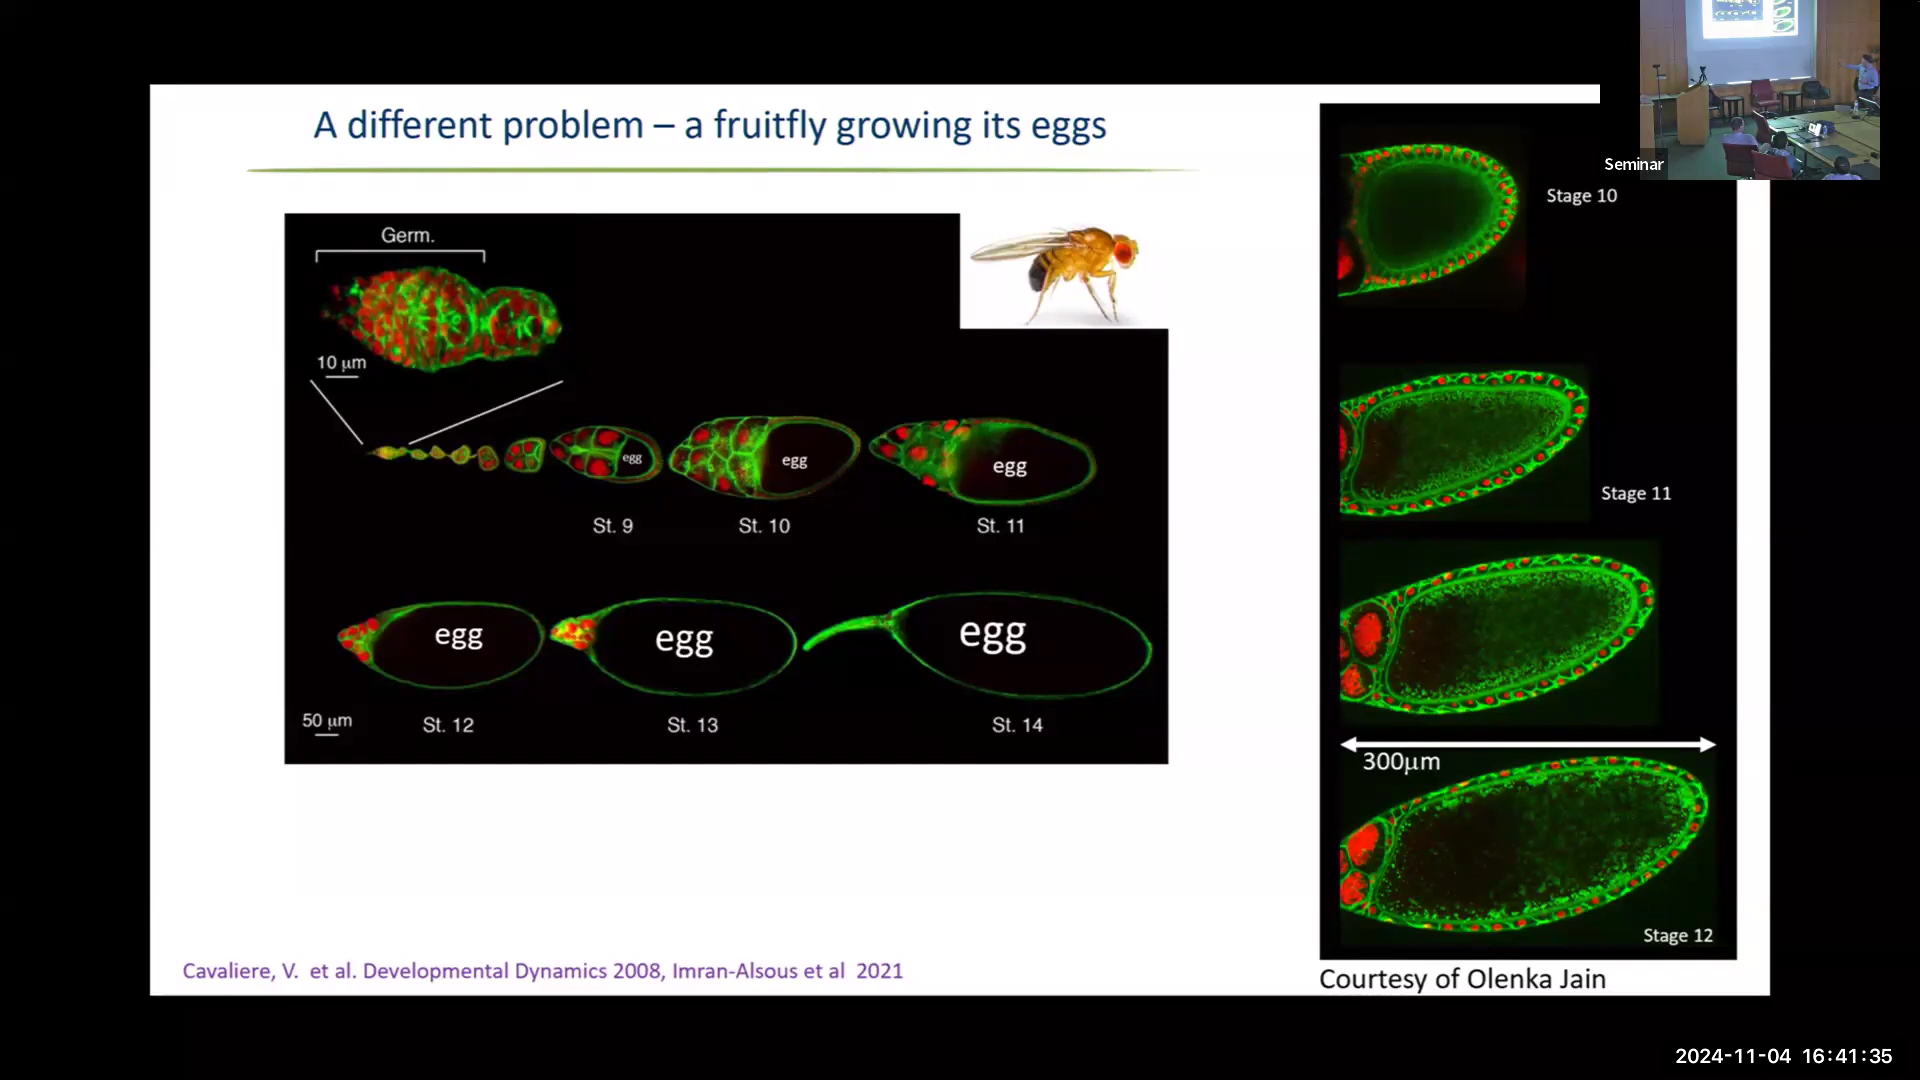 A different problem – a fruitfly growing its eggs
Germ.
10 μm
egg
egg
egg
St. 9
St. 10
St. 11
egg
egg
egg
50 μm
St. 12
St. 13
St. 14
Cavaliere, V. et al. Developmental Dynamics 2008, Imran-Alsous et al 2021
Seminar
Stage 10
Stage 11
300μm
Stage 12
Courtesy of Olenka Jain
2024-11-04 16:41:35